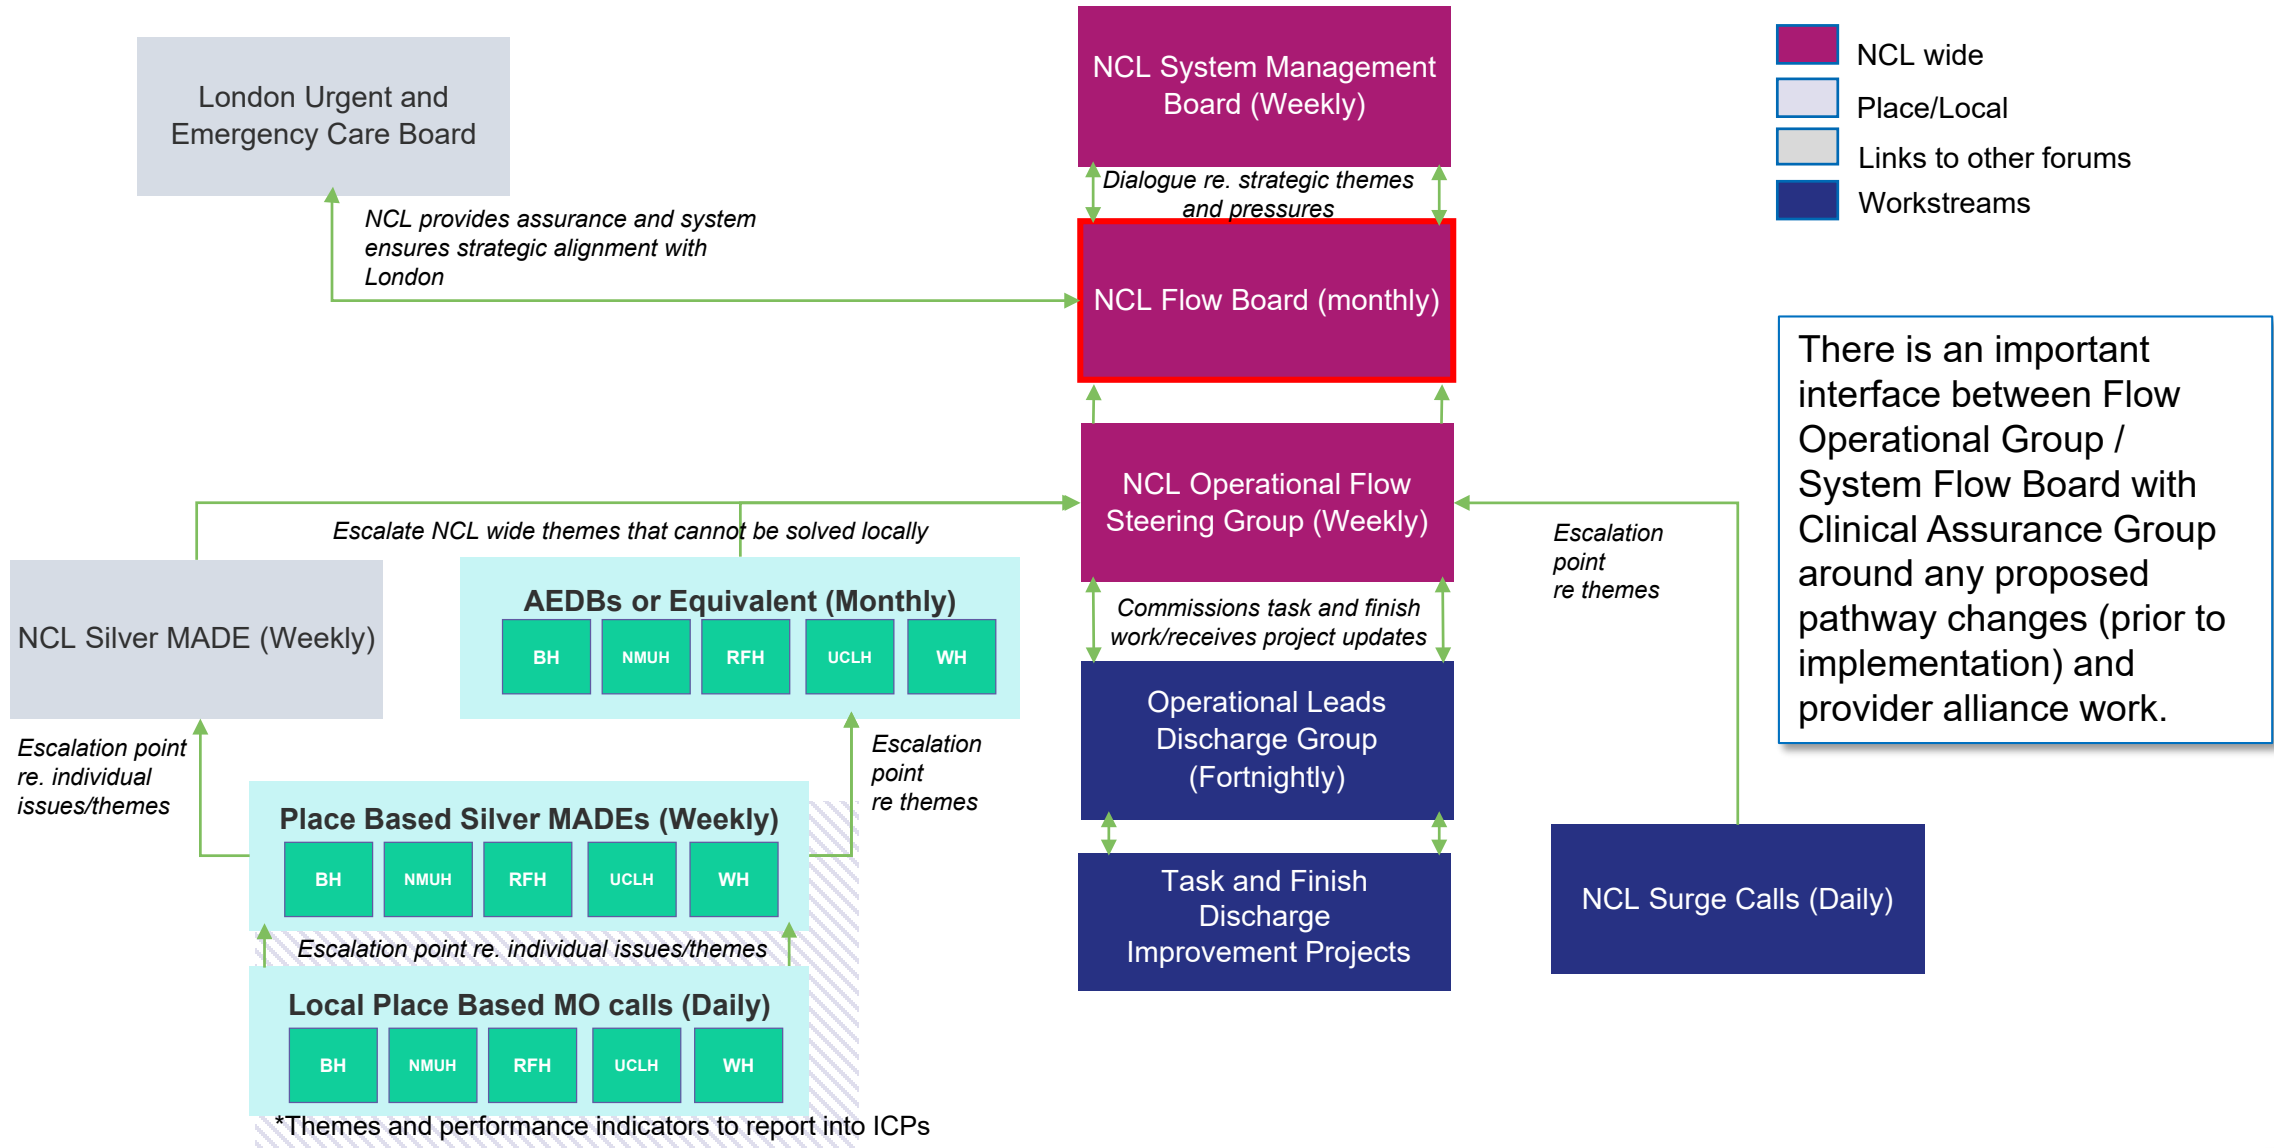 London Urgent and
Emergency Care Board
NCL System Management
Board (Weekly)
NCL wide
Place/Local
Links to other forums
Workstreams
Dialogue re. strategic themes
and pressures
NCL provides assurance and system
ensures strategic alignment with
London
NCL Flow Board (monthly)
There is an important
interface between Flow
Operational Group /
System Flow Board with
Clinical Assurance Group
around any proposed
pathway changes (prior to
implementation) and
provider alliance work.
NCL Operational Flow
Steering Group (Weekly)
Escalate NCL wide themes that cannot be solved locally
Escalation
point
re themes
NCL Silver MADE (Weekly)
AEDBs or Equivalent (Monthly)
BH NMUH RFH UCLH WH
Commissions task and finish
work/receives project updates
Operational Leads
Discharge Group
(Fortnightly)
Escalation point
re. individual
issues/themes
Escalation
point
re themes
Place Based Silver MADEs (Weekly)
BH NMUH RFH UCLH WH
Task and Finish
Discharge
Improvement Projects
NCL Surge Calls (Daily)
Escalation point re. individual issues/themes
Local Place Based MO calls (Daily)
BH NMUH RFH UCLH WH
*Themes and performance indicators to report into ICPs